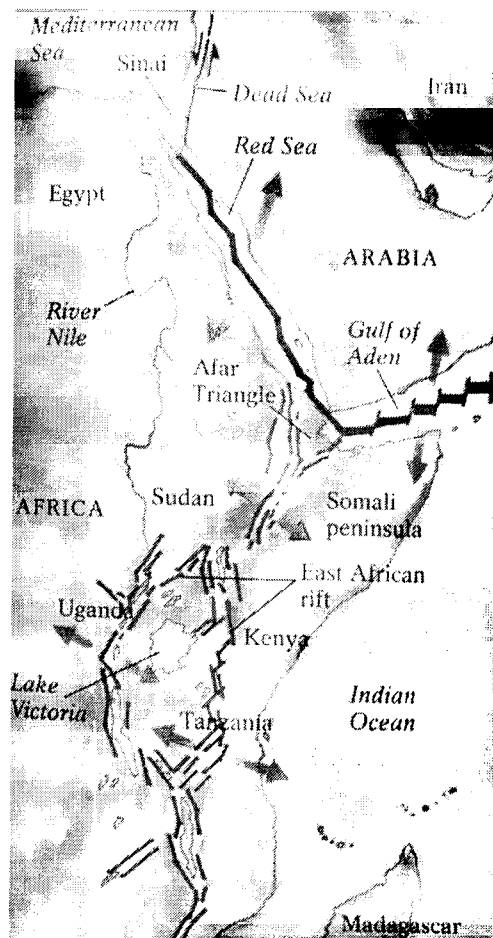 Mediterranean
Sea
Sinai
Dead Sea
Iran
Red Sea
Egypt
ARABIA
River
Nile
Gulf of
Aden
Afar
Triangle
AFRICA
Sudan
Somali
peninsula
East African
rift
Uganda
Kenya
Lake
Victoria
Indian
Ocean
Tanzania
Madagascar